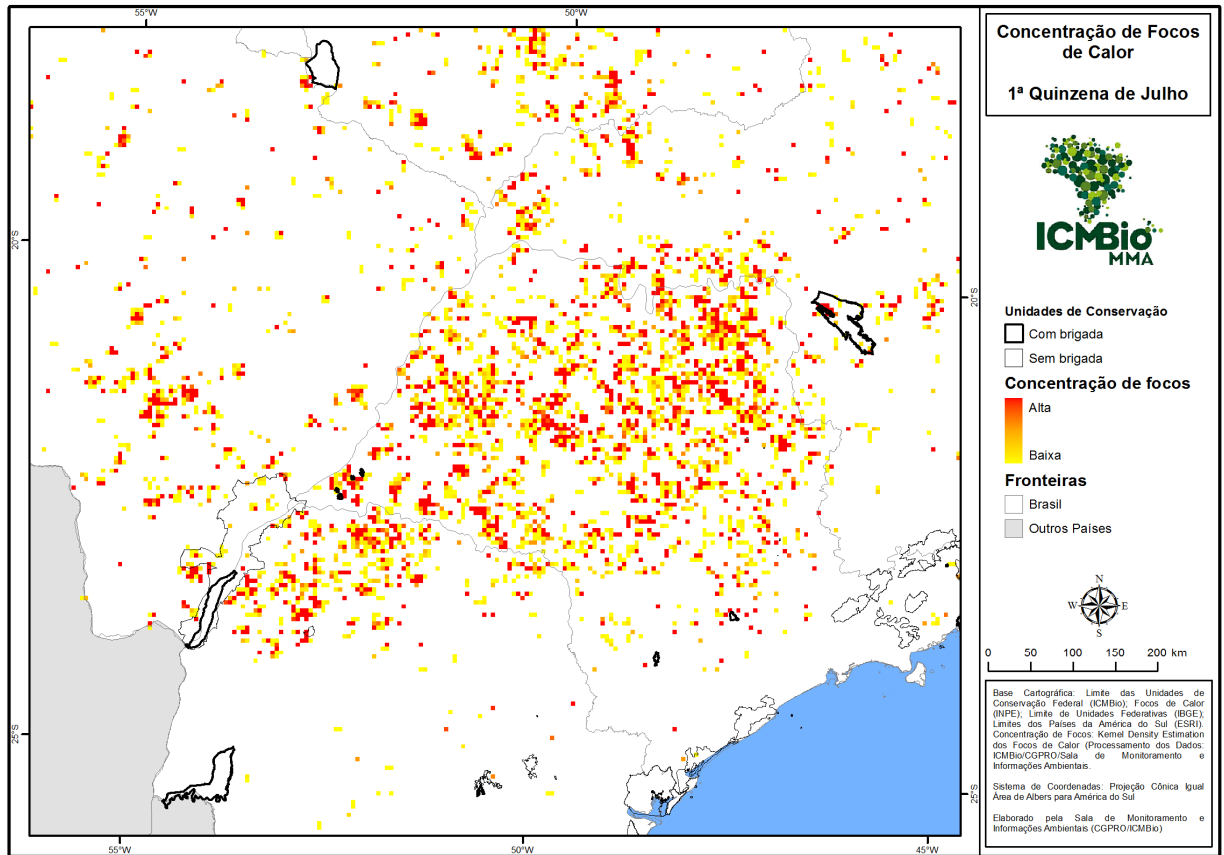 55°W
50°W
20°S
20°S
25°S
25°S
55°W
50°W
45°W
Concentração de Focos
de Calor
1ª Quinzena de Julho
ICMBio
MMA
Unidades de Conservação
Com brigada
Sem brigada
Concentração de focos
Alta
Baixa
Fronteiras
Brasil
Outros Países
N
W
E
S
0 50 100 150 200 km
Base Cartográfica: Limite das Unidades de
Conservação Federal (ICMBio); Focos de Calor
(INPE); Limite de Unidades Federativas (IBGE);
Limites dos Países da América do Sul (ESRI).
Concentração de Focos: Kernel Density Estimation
dos Focos de Calor (Processamento dos Dados:
ICMBio/CGPRO/Sala de Monitoramento e
Informações Ambientais.
Sistema de Coordenadas: Projeção Cônica Igual
Área de Albers para América do Sul
Elaborado pela Sala de Monitoramento e
Informações Ambientais (CGPRO/ICMBio)